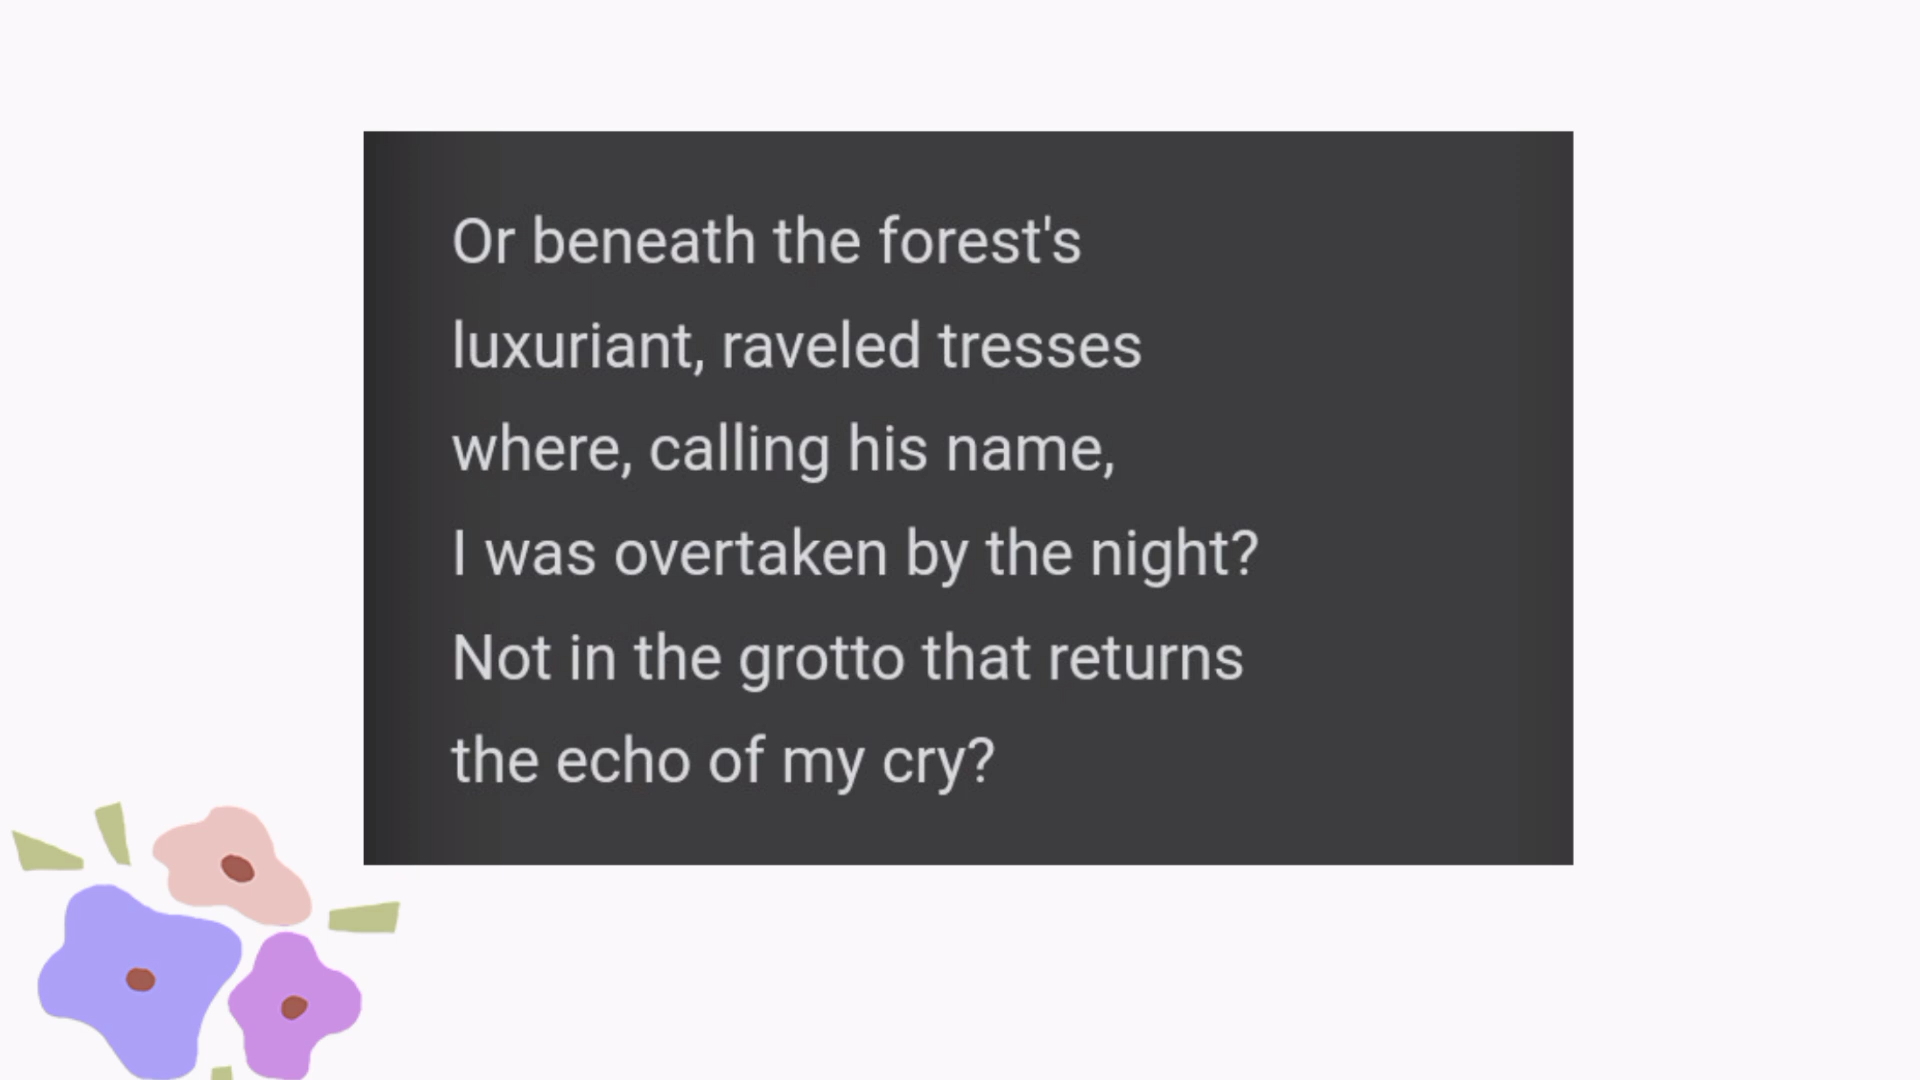 Or beneath the forest's
luxuriant, raveled tresses
where, calling his name,
I was overtaken by the night?
Not in the grotto that returns
the echo of my cry?